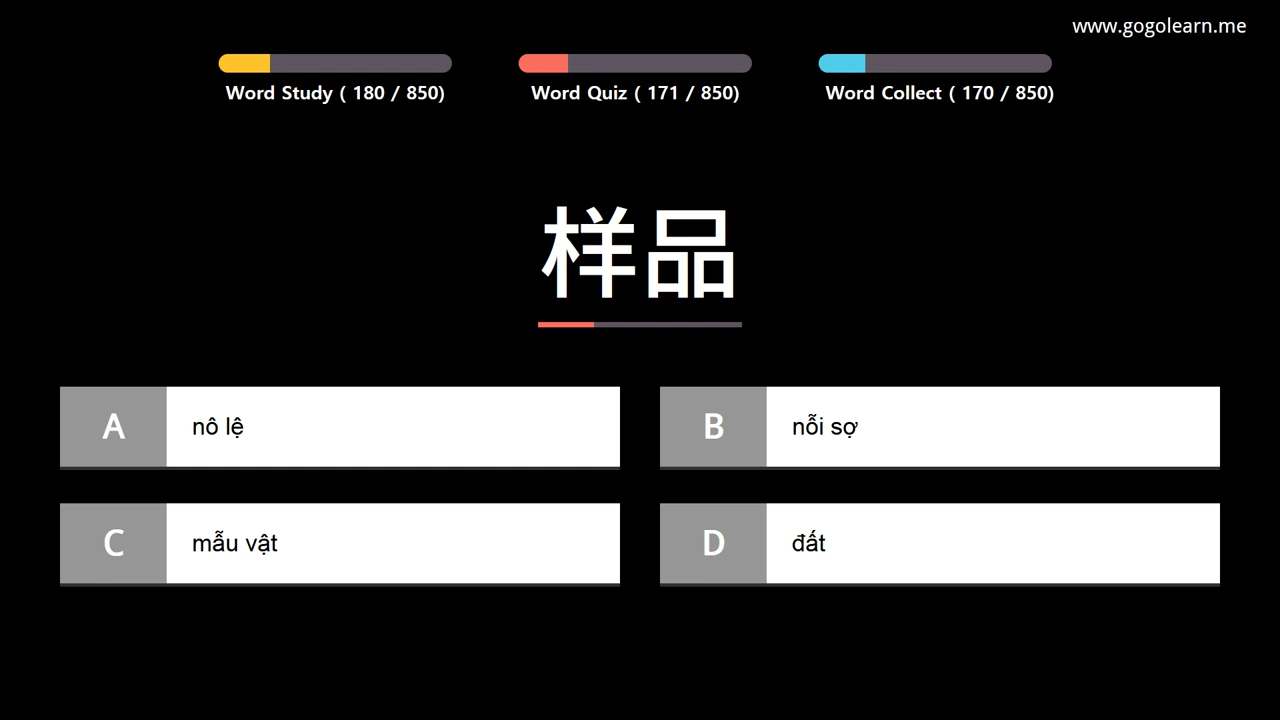 www.gogolearn.me
Word Study ( 180 / 850)
Word Quiz ( 171 / 850)
Word Collect ( 170 / 850)
样品
A nô lệ
B nỗi sợ
C mẫu vật
D đất